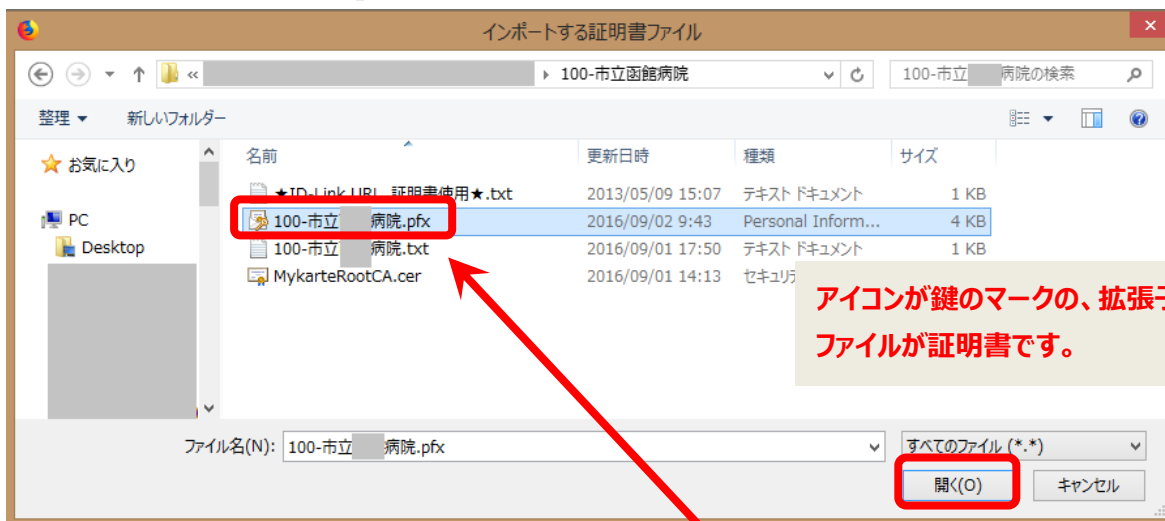 インポートする証明書ファイル
« 100-市立函館病院 100-市立 病院の検索
整理 新しいフォルダー
お気に入り
PC
Desktop
名前 更新日時 種類 サイズ
★ID-Link URL 証明書使用★.txt 2013/05/09 15:07 テキスト ドキュメント 1 KB
100-市立 病院.pfx 2016/09/02 9:43 Personal Inform... 4 KB
100-市立 病院.txt 2016/09/01 17:50 テキスト ドキュメント 1 KB
MykarteRootCA.cer 2016/09/01 14:13 セキュリ
アイコンが鍵のマークの、拡張
ファイルが証明書です。
ファイル名(N): 100-市立 病院.pfx すべてのファイル (*.*)
開く(O) キャンセル